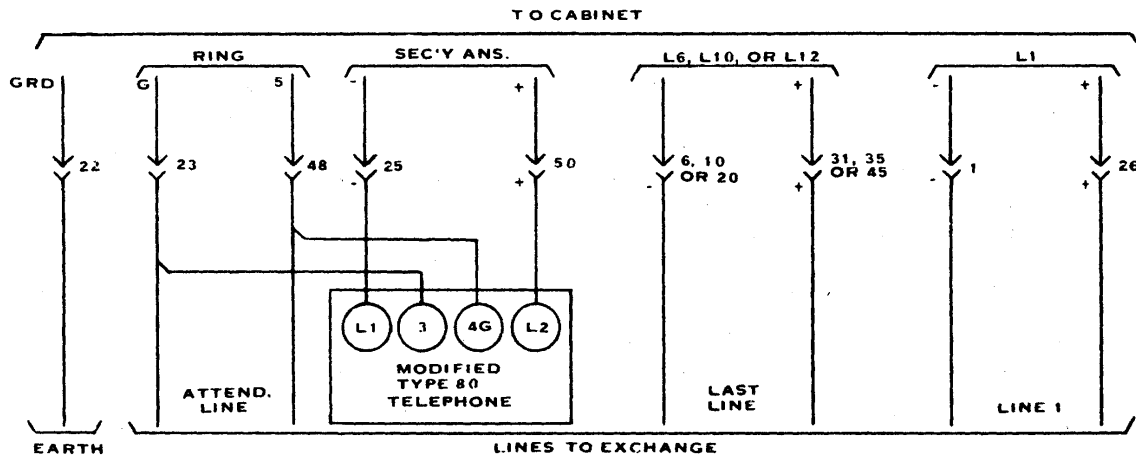 TO CABINET
RING
SEC'Y ANS.
L6, L10, OR L12
L1
GRD
G
5
-
+
-
+
-
+
22
23
48
25
50
6, 10
OR 20
31, 35
OR 45
1
26
-
+
-
+
-
+
L1
3
4G
L2
MODIFIED
TYPE 80
TELEPHONE
ATTEND.
LINE
LAST
LINE
LINE 1
EARTH
LINES TO EXCHANGE